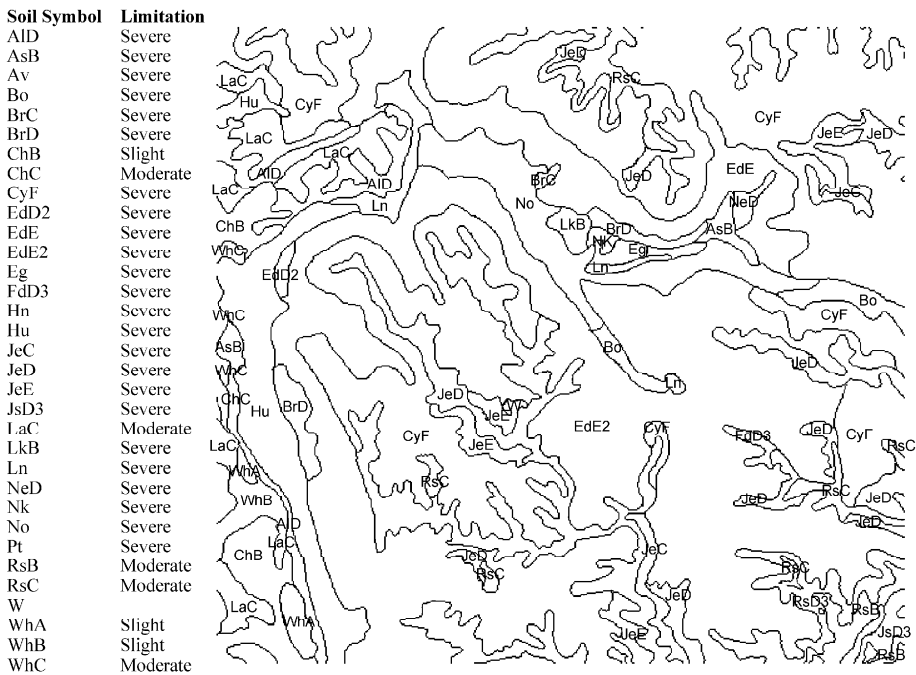 Soil Symbol Limitation
AlD Severe
AsB Severe
Av Severe
Bo Severe
BrC Severe
BrD Severe
ChB Slight
ChC Moderate
CyF Severe
EdD2 Severe
EdE Severe
EdE2 Severe
Eg Severe
FdD3 Severe
Hn Severe
Hu Severe
JeC Severe
JeD Severe
JeE Severe
JsD3 Severe
LaC Moderate
LkB Severe
Ln Severe
NeD Severe
Nk Severe
No Severe
Pt Severe
RsB Moderate
RsC Moderate
W
WhA Slight
WhB Slight
WhC Moderate
JeD
RsC
LaC
Hu
CyF
CyF
JeE
JeD
LaC
LaC
EdE
AlD
AlD
BrC
JeD
LaC
NeD
JeC
Ln
No
ChB
LkB
BrD
AsB
WhC
NK
Eg
Ln
EdD2
Bo
WhC
CyF
AsB
Bo
JeD
WhC
Ln
ChC
Hu
BrD
JeD
JeE
W
CyF
EdE2
CyF
FdD3
JeD
CyF
LaC
JeE
RsC
WhA
RsC
RsC
WhB
JeD
JeD
AlD
JeD
LaC
ChB
JeD
JeC
RsC
RsC
JeD
LaC
RsD3
RsB
WhA
JeE
JsD3
RsB